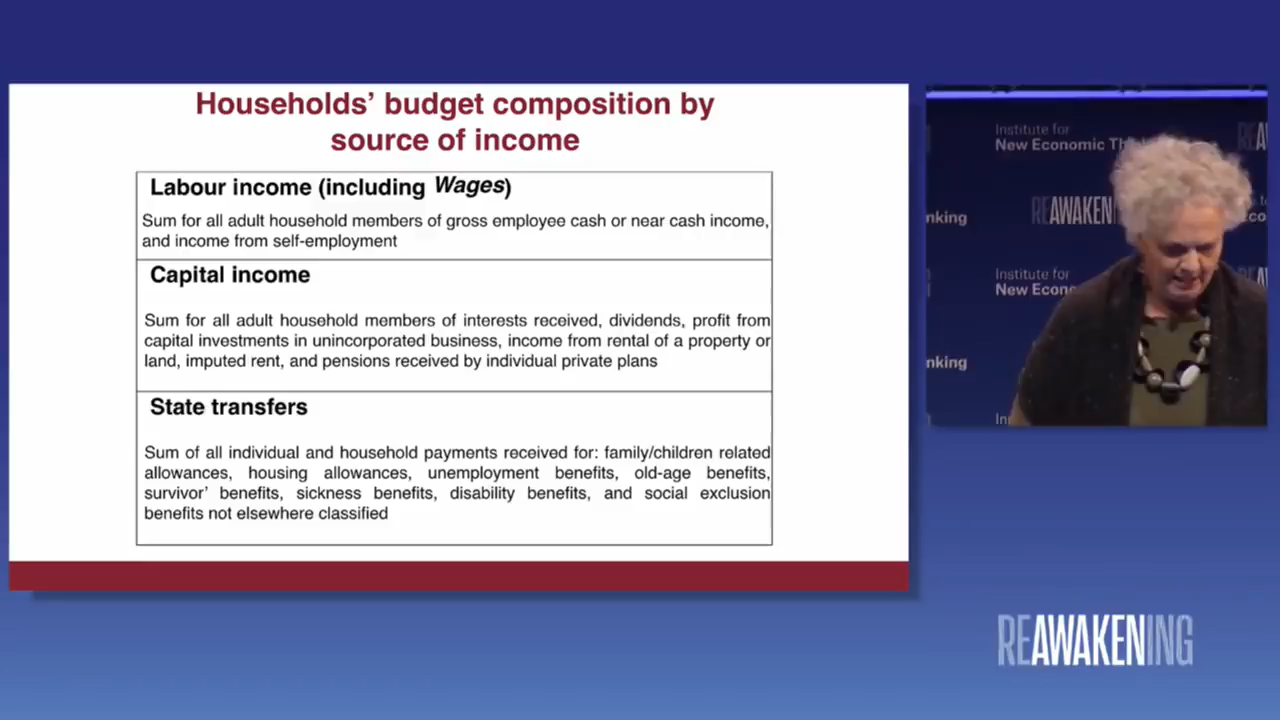 Households' budget composition by
source of income
Labour income (including Wages)
Sum for all adult household members of gross employee cash or near cash income,
and income from self-employment
Capital income
Sum for all adult household members of interests received, dividends, profit from
capital investments in unincorporated business, income from rental of a property or
land, imputed rent, and pensions received by individual private plans
State transfers
Sum of all individual and household payments received for: family/children related
allowances, housing allowances, unemployment benefits, old-age benefits,
survivor' benefits, sickness benefits, disability benefits, and social exclusion
benefits not elsewhere classified
Institute for
New Economic Th
REAWAKEN
nking
Institute for
New Econo
nking
In
REAWAKENING